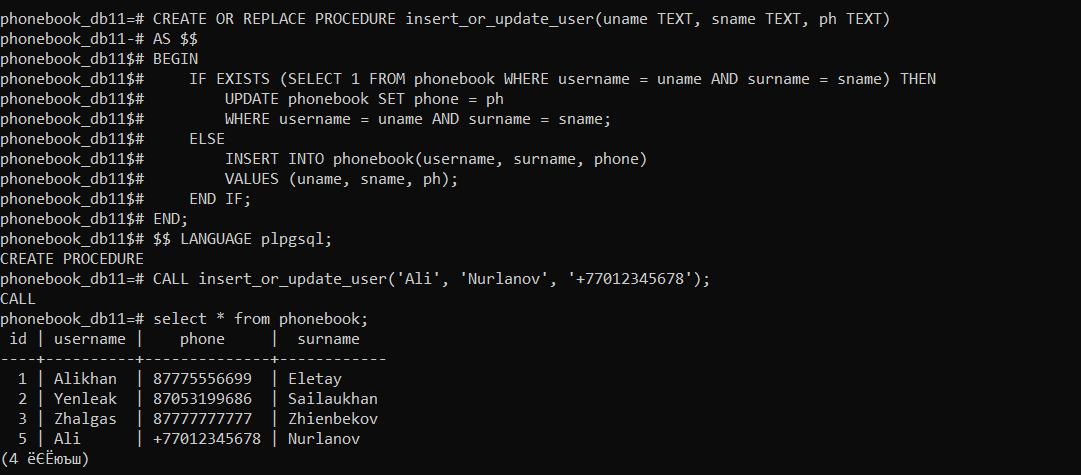 phonebook_db11=# CREATE OR REPLACE PROCEDURE insert_or_update_user(uname TEXT, sname TEXT, ph TEXT)
phonebook_db11-# AS $$
phonebook_db11$# BEGIN
phonebook_db11$#     IF EXISTS (SELECT 1 FROM phonebook WHERE username = uname AND surname = sname) THEN
phonebook_db11$#         UPDATE phonebook SET phone = ph
phonebook_db11$#         WHERE username = uname AND surname = sname;
phonebook_db11$#     ELSE
phonebook_db11$#         INSERT INTO phonebook(username, surname, phone)
phonebook_db11$#         VALUES (uname, sname, ph);
phonebook_db11$#     END IF;
phonebook_db11$# END;
phonebook_db11$# $$ LANGUAGE plpgsql;
CREATE PROCEDURE
phonebook_db11=# CALL insert_or_update_user('Ali', 'Nurlanov', '+77012345678');
CALL
phonebook_db11=# select * from phonebook;
 id | username |    phone     |  surname
----+----------+--------------+------------
  1 | Alikhan  | 87775556699  | Eletay
  2 | Yenleak  | 87053199686  | Sailaukhan
  3 | Zhalgas  | 87777777777  | Zhienbekov
  5 | Ali      | +77012345678 | Nurlanov
(4 ёЄЁюъш)